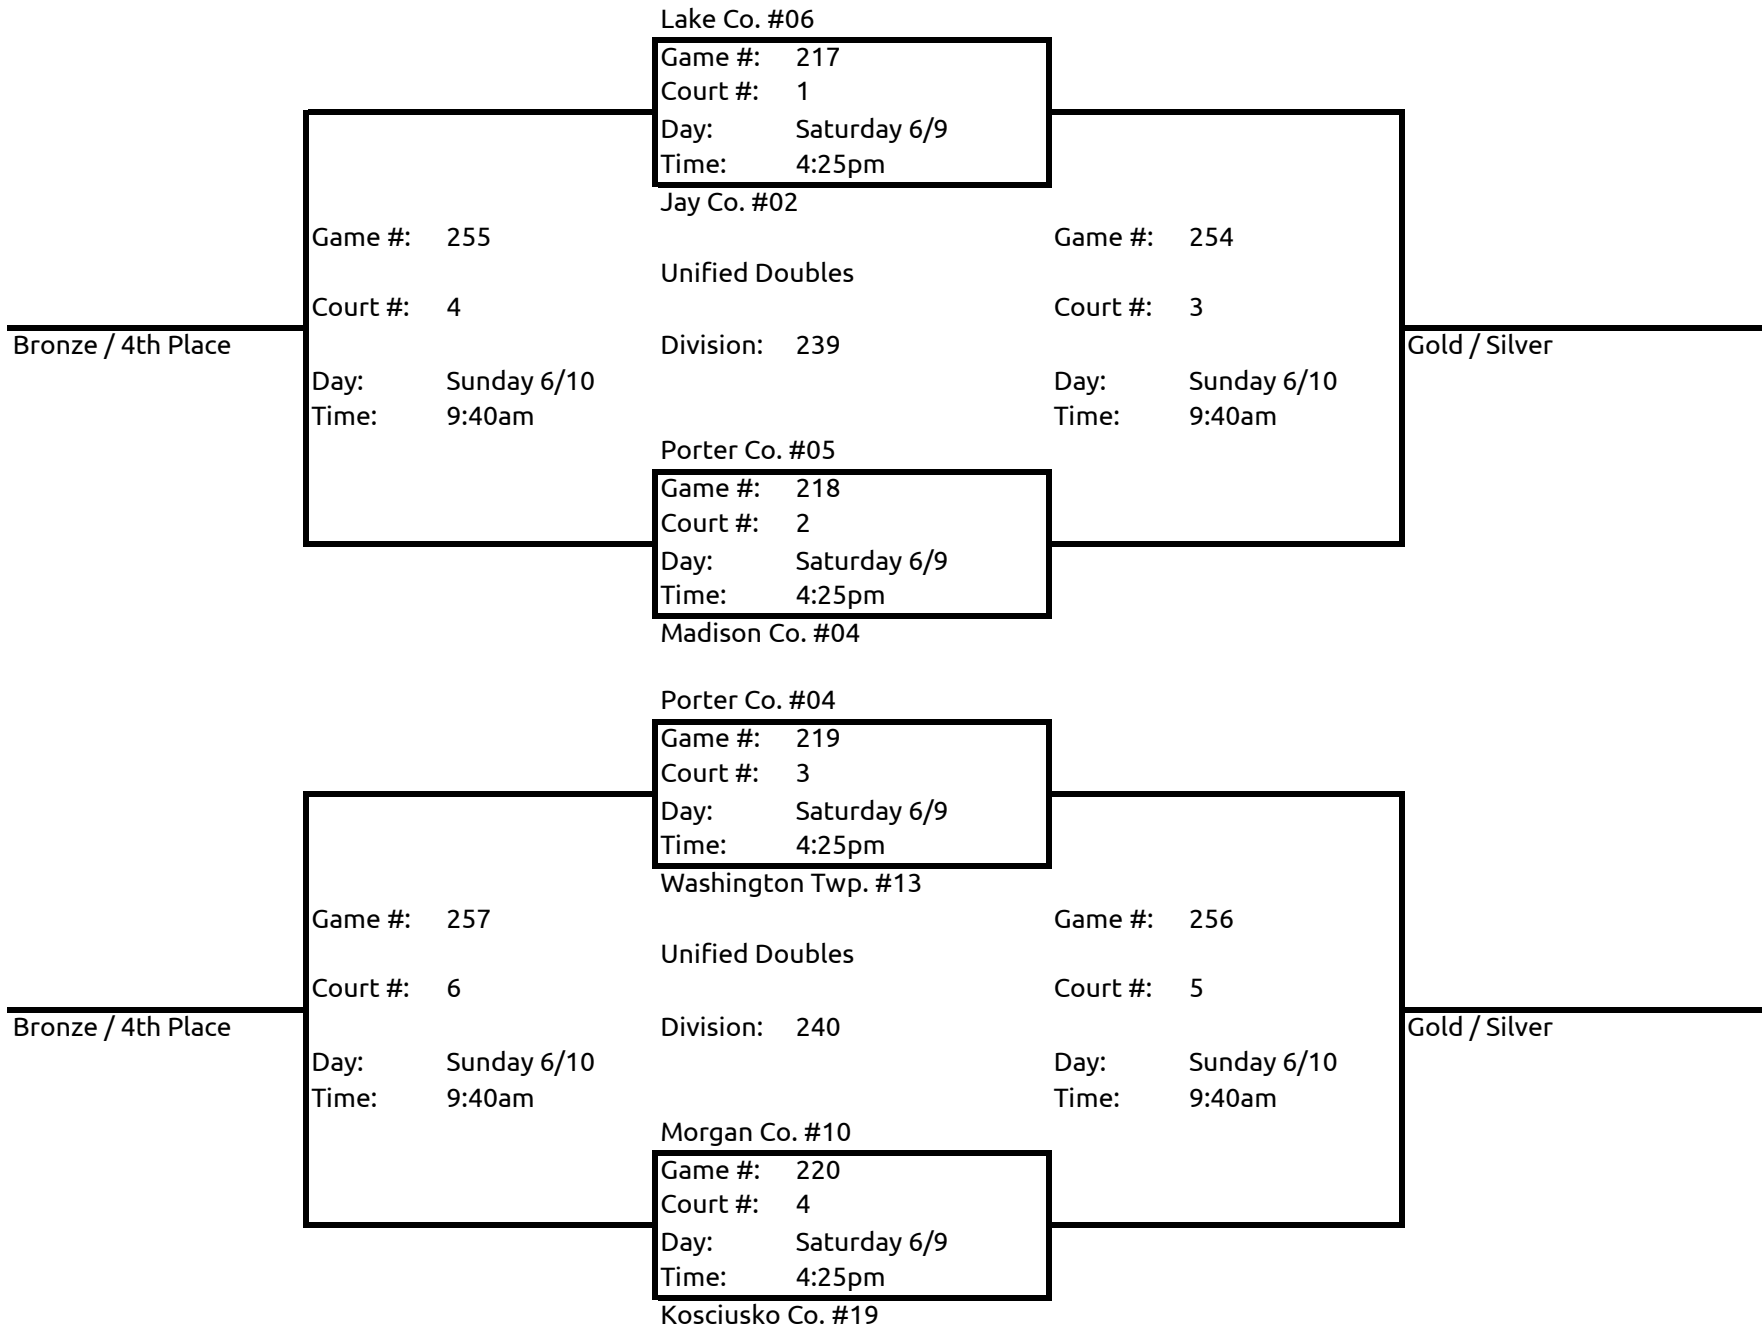 Lake Co. #06
Game #: 217
Court #: 1
Day: Saturday 6/9
Time: 4:25pm
Jay Co. #02
Game #: 255
Game #: 254
Unified Doubles
Court #: 4
Court #: 3
Bronze / 4th Place
Division: 239
Gold / Silver
Day: Sunday 6/10
Day: Sunday 6/10
Time: 9:40am
Time: 9:40am
Porter Co. #05
Game #: 218
Court #: 2
Day: Saturday 6/9
Time: 4:25pm
Madison Co. #04
Porter Co. #04
Game #: 219
Court #: 3
Day: Saturday 6/9
Time: 4:25pm
Washington Twp. #13
Game #: 257
Game #: 256
Unified Doubles
Court #: 6
Court #: 5
Bronze / 4th Place
Division: 240
Gold / Silver
Day: Sunday 6/10
Day: Sunday 6/10
Time: 9:40am
Time: 9:40am
Morgan Co. #10
Game #: 220
Court #: 4
Day: Saturday 6/9
Time: 4:25pm
Kosciusko Co. #19